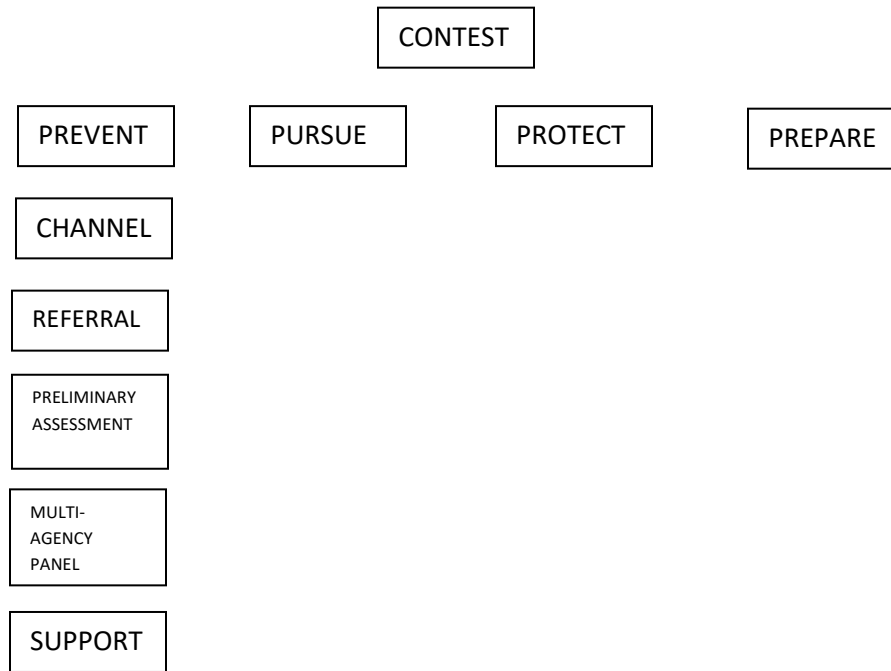 CONTEST
PREVENT
PURSUE
PROTECT
PREPARE
CHANNEL
REFERRAL
PRELIMINARY
ASSESSMENT
MULTI-
AGENCY
PANEL
SUPPORT